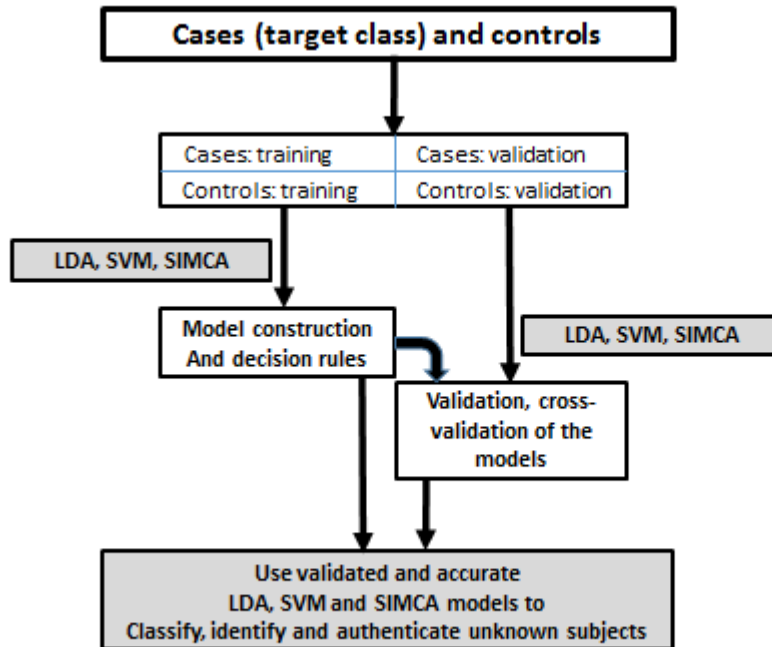 Cases (target class) and controls
Cases: training
Cases: validation
Controls: training
Controls: validation
LDA, SVM, SIMCA
Model construction
And decision rules
LDA, SVM, SIMCA
Validation, cross-
validation of the
models
Use validated and accurate
LDA, SVM and SIMCA models to
Classify, identify and authenticate unknown subjects